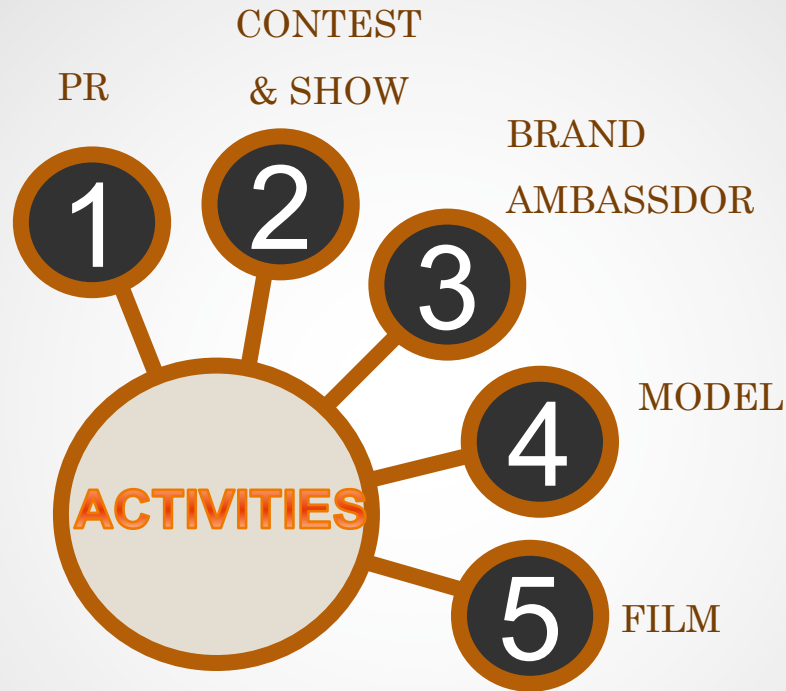 PR
1
CONTEST
& SHOW
2
BRAND
AMBASSDOR
3
MODEL
4
ACTIVITIES
FILM
5